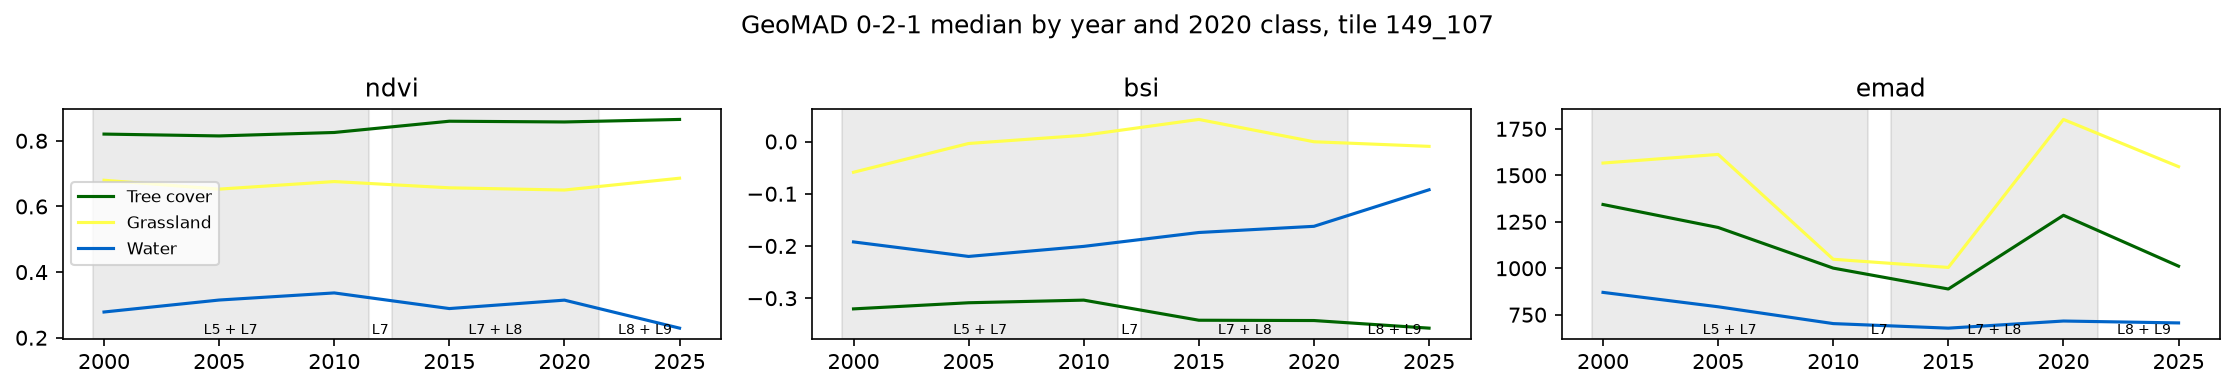 GeoMAD 0-2-1 median by year and 2020 class, tile 149_107
ndvi
0.8
0.6
0.4
0.2
Tree cover
Grassland
Water
L5 + L7
L7
L7 + L8
L8 + L9
2000
2005
2010
2015
2020
2025
bsi
0.0
−0.1
−0.2
−0.3
L5 + L7
L7
L7 + L8
L8 + L9
2000
2005
2010
2015
2020
2025
emad
1750
1500
1250
1000
750
L5 + L7
L7
L7 + L8
L8 + L9
2000
2005
2010
2015
2020
2025